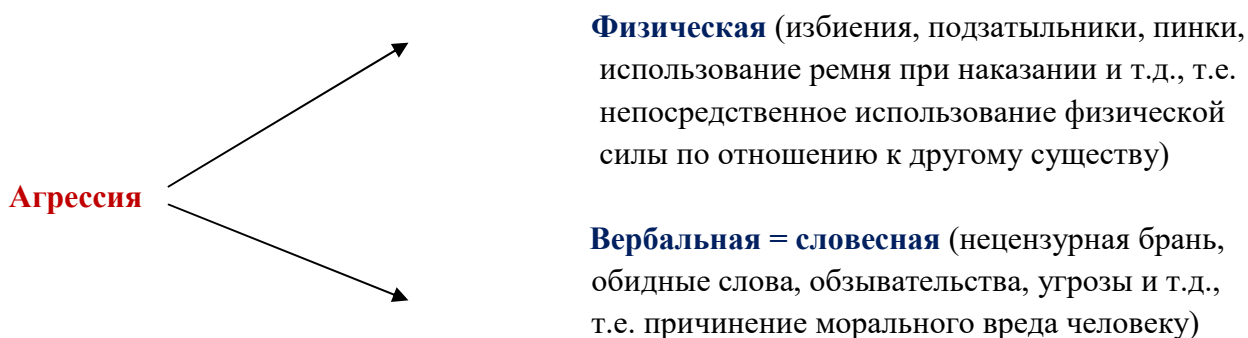 Физическая (избиения, подзатыльники, пинки,
использование ремня при наказании и т.д., т.е.
непосредственное использование физической
силы по отношению к другому существу)
Агрессия
Вербальная = словесная (нецензурная брань,
обидные слова, обзывательства, угрозы и т.д.,
т.е. причинение морального вреда человеку)